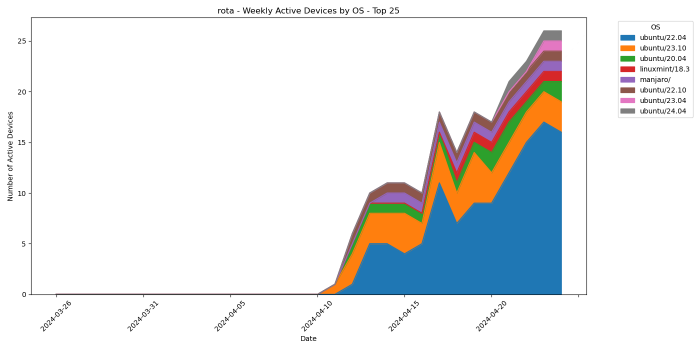 rota - Weekly Active Devices by OS - Top 25
Number of Active Devices
25
20
15
10
5
0
2024-03-26
2024-03-31
2024-04-05
2024-04-10
2024-04-15
2024-04-20
Date
OS
ubuntu/22.04
ubuntu/23.10
ubuntu/20.04
linuxmint/18.3
manjaro/
ubuntu/22.10
ubuntu/23.04
ubuntu/24.04